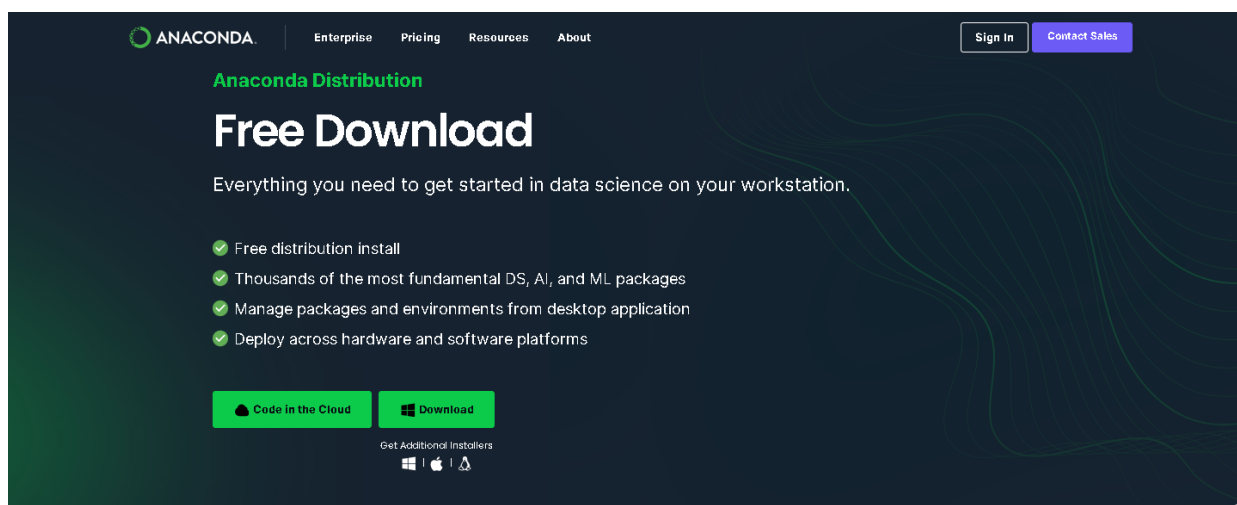 ANACONDA.
Enterprise
Pricing
Resources
About
Sign In
Contact Sales
Anaconda Distribution
Free Download
Everything you need to get started in data science on your workstation.
Free distribution install
Thousands of the most fundamental DS, AI, and ML packages
Manage packages and environments from desktop application
Deploy across hardware and software platforms
Code in the Cloud
Download
Get Additional Installers